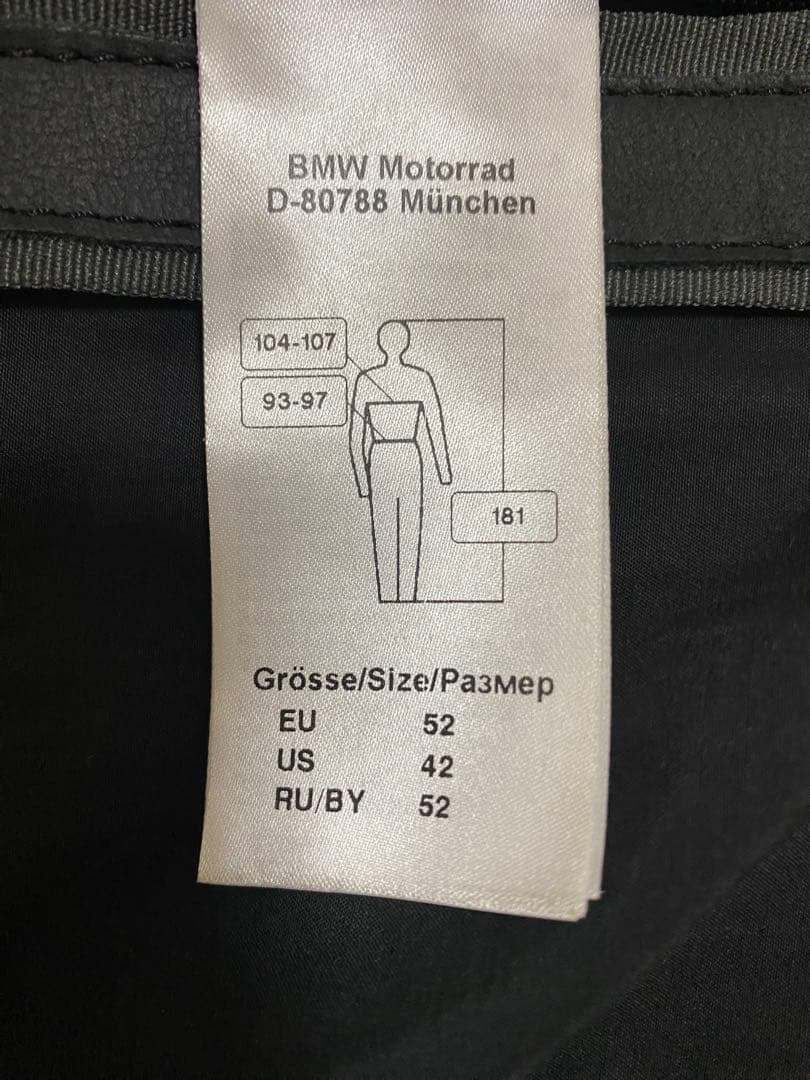 BMW Motorrad
D-80788 München
104-107
93-97
181
Grösse/Size/Размер
EU 52
US 42
RU/BY 52